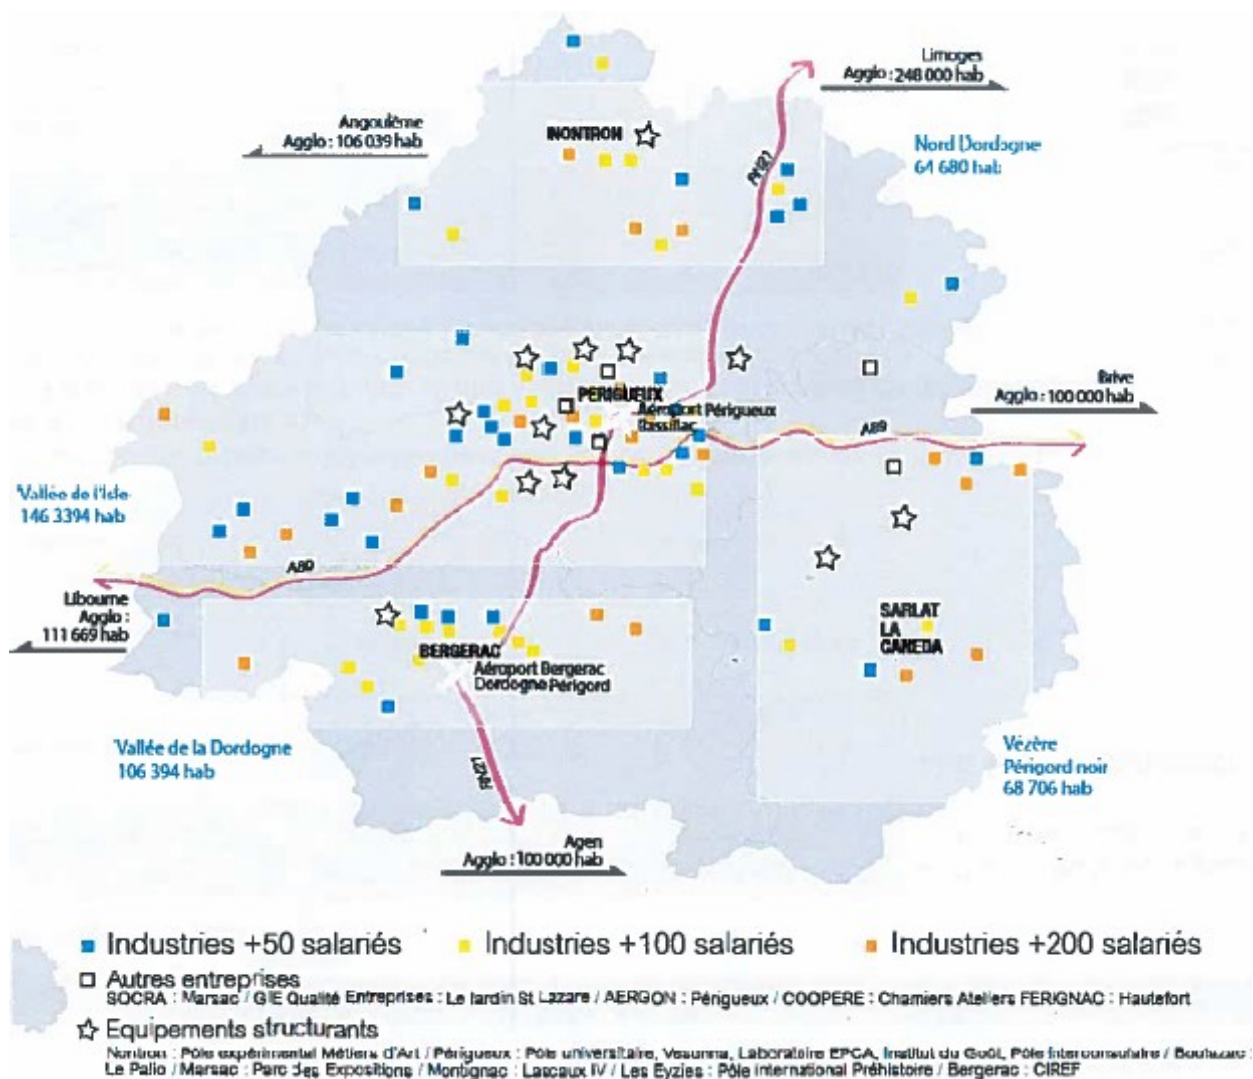 Limoges
Agglo : 248 000 hab
Angoulême
Agglo : 106 039 hab
NONTRON
RN21
Nord Dordogne
64 680 hab
Brive
Agglo : 100 000 hab
PERIGUEUX
Aéroport Périgueux
Bassillac
A89
Vallée de l'Isle
146 3394 hab
A89
Libourne
Agglo :
111 669 hab
SARLAT
LA
CANEDA
BERGERAC
Aéroport Bergerac
Dordogne Périgord
Vallée de la Dordogne
106 394 hab
RN21
Vézère
Périgord noir
68 706 hab
Agen
Agglo : 100 000 hab
Industries +50 salariés
Industries +100 salariés
Industries +200 salariés
Autres entreprises
SOCRA : Marsac / GIE Qualité Entreprises : Le Jardin St Lazare / AERGON : Périgueux / COOPERE : Chamiers Ateliers FERIGNAC : Hautefort
Equipements structurants
Nontron : Pôle expérimental Métiers d'Art / Périgueux : Pôle universitaire, Vesunna, Laboratoire EPCA, Institut du Goût, Pôle Interconsulaire / Boulazac :
Le Palio / Marsac : Parc des Expositions / Montignac : Lascaux IV / Les Eyzies : Pôle International Préhistoire / Bergerac : CIREF